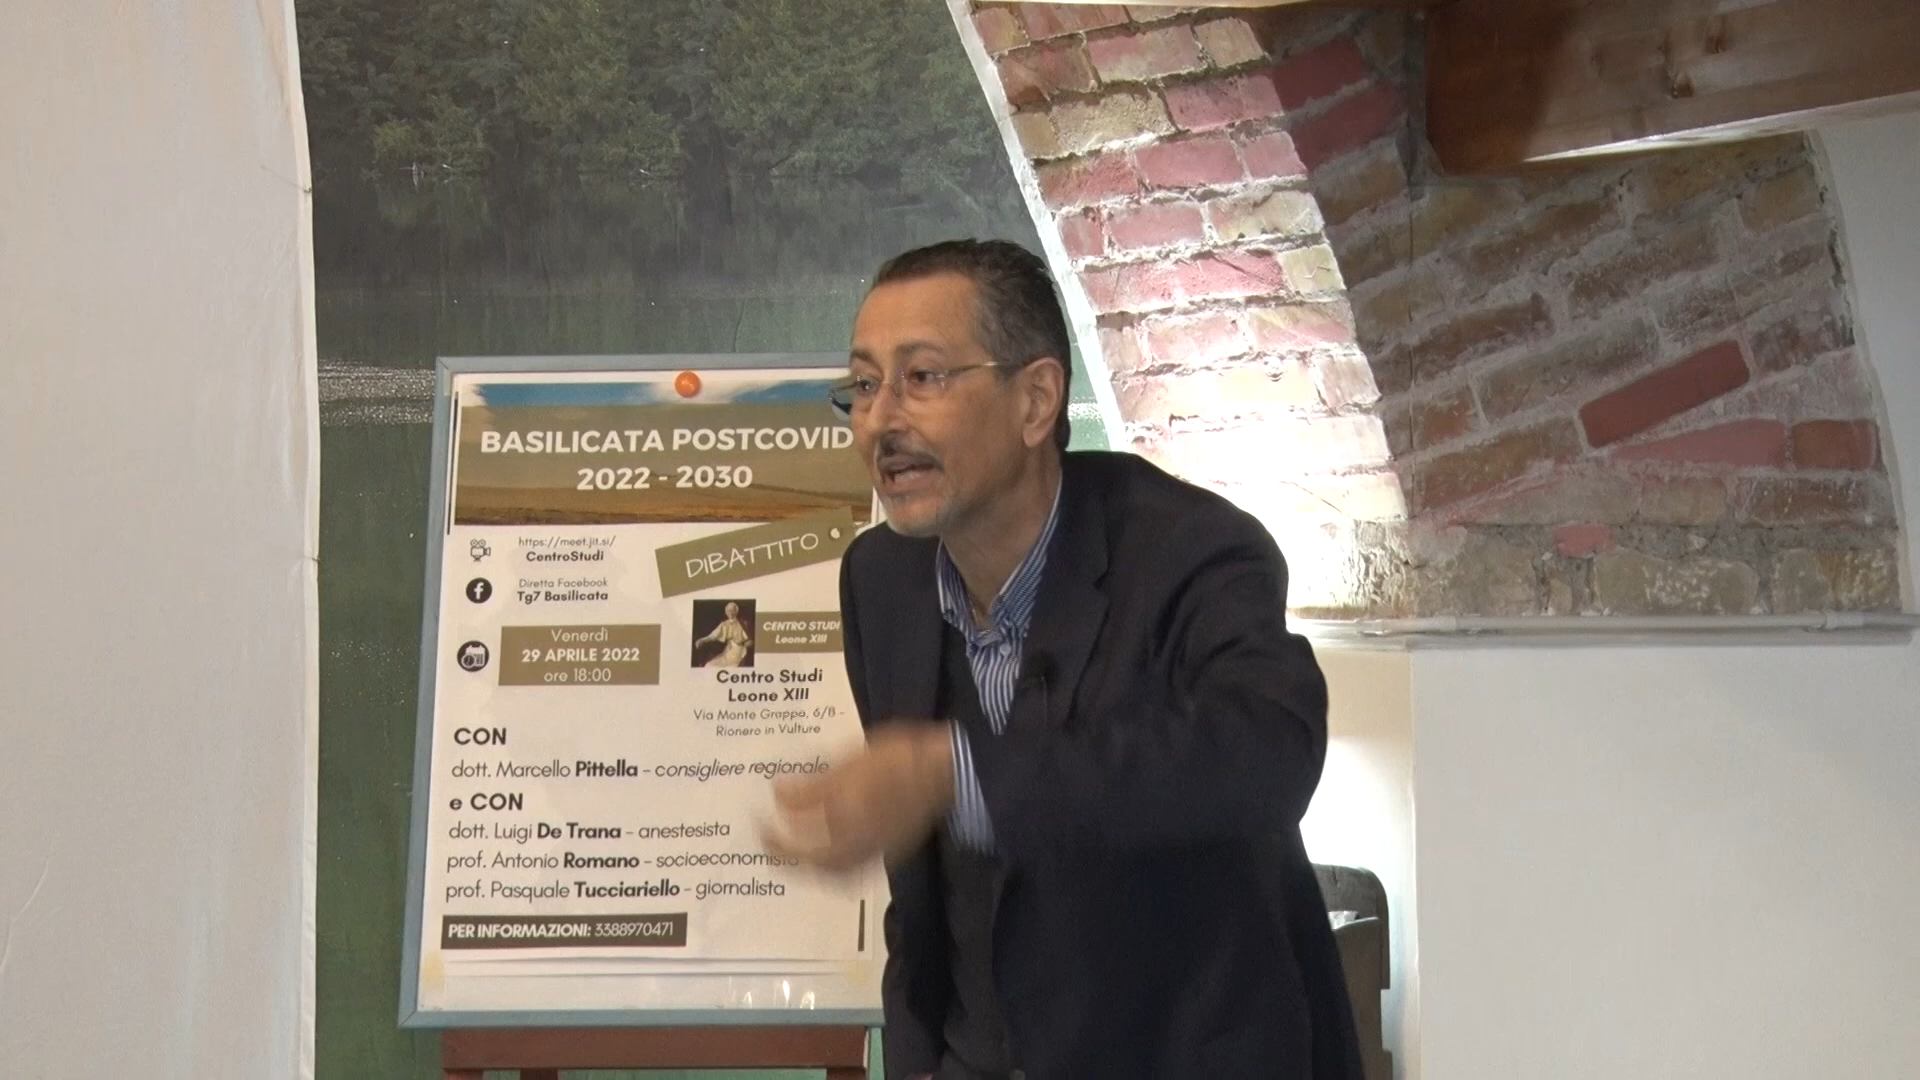 BASILICATA POSTCOVID
2022 - 2030
DIBATTITO
https://meet.jit.si/
CentroStudi
Diretta Facebook
Tg7 Basilicata
Venerdì
29 APRILE 2022
ore 18:00
CENTRO STUDI
Leone XIII
Centro Studi
Leone XIII
Via Monte Grappa, 6/B -
Rionero in Vulture
CON
dott. Marcello Pittella - consigliere regionale
e CON
dott. Luigi De Trana - anestesista
prof. Antonio Romano - socioeconomista
prof. Pasquale Tucciariello - giornalista
PER INFORMAZIONI: 3388970471